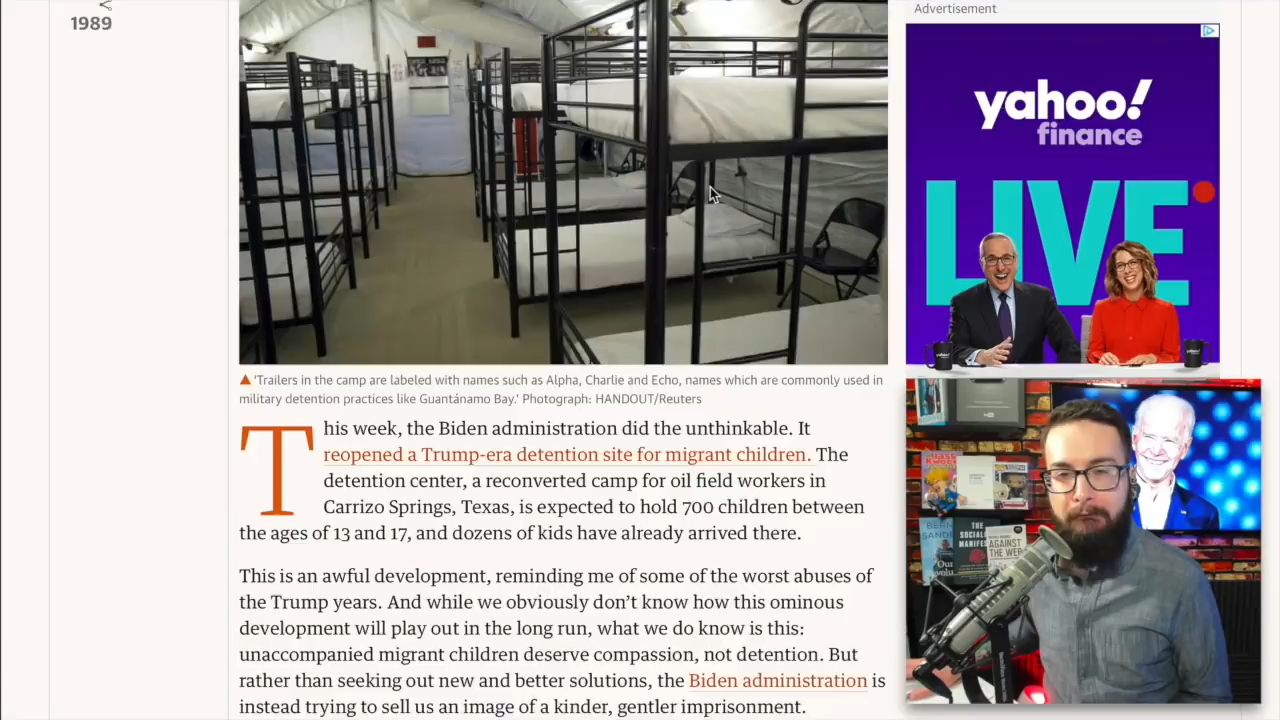 1989
Advertisement
yahoo!
finance
LIVE
'Trailers in the camp are labeled with names such as Alpha, Charlie and Echo, names which are commonly used in
military detention practices like Guantánamo Bay.' Photograph: HANDOUT/Reuters
This week, the Biden administration did the unthinkable. It
reopened a Trump-era detention site for migrant children. The
detention center, a reconverted camp for oil field workers in
Carrizo Springs, Texas, is expected to hold 700 children between
the ages of 13 and 17, and dozens of kids have already arrived there.
This is an awful development, reminding me of some of the worst abuses of
the Trump years. And while we obviously don't know how this ominous
development will play out in the long run, what we do know is this:
unaccompanied migrant children deserve compassion, not detention. But
rather than seeking out new and better solutions, the Biden administration is
instead trying to sell us an image of a kinder, gentler imprisonment.
THE
AGAINST
THE WEB